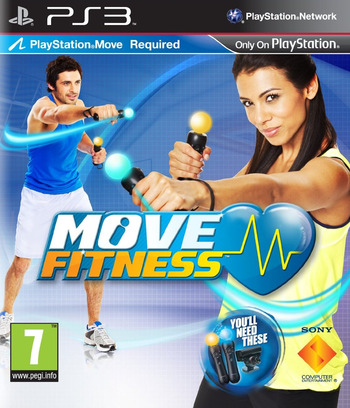 PS3
PlayStation®Network
PlayStation®Move Required
Only On PlayStation®
MOVE
FITNESS™
YOU'LL
NEED
THESE
7
www.pegi.info
SONY
COMPUTER
ENTERTAINMENT®